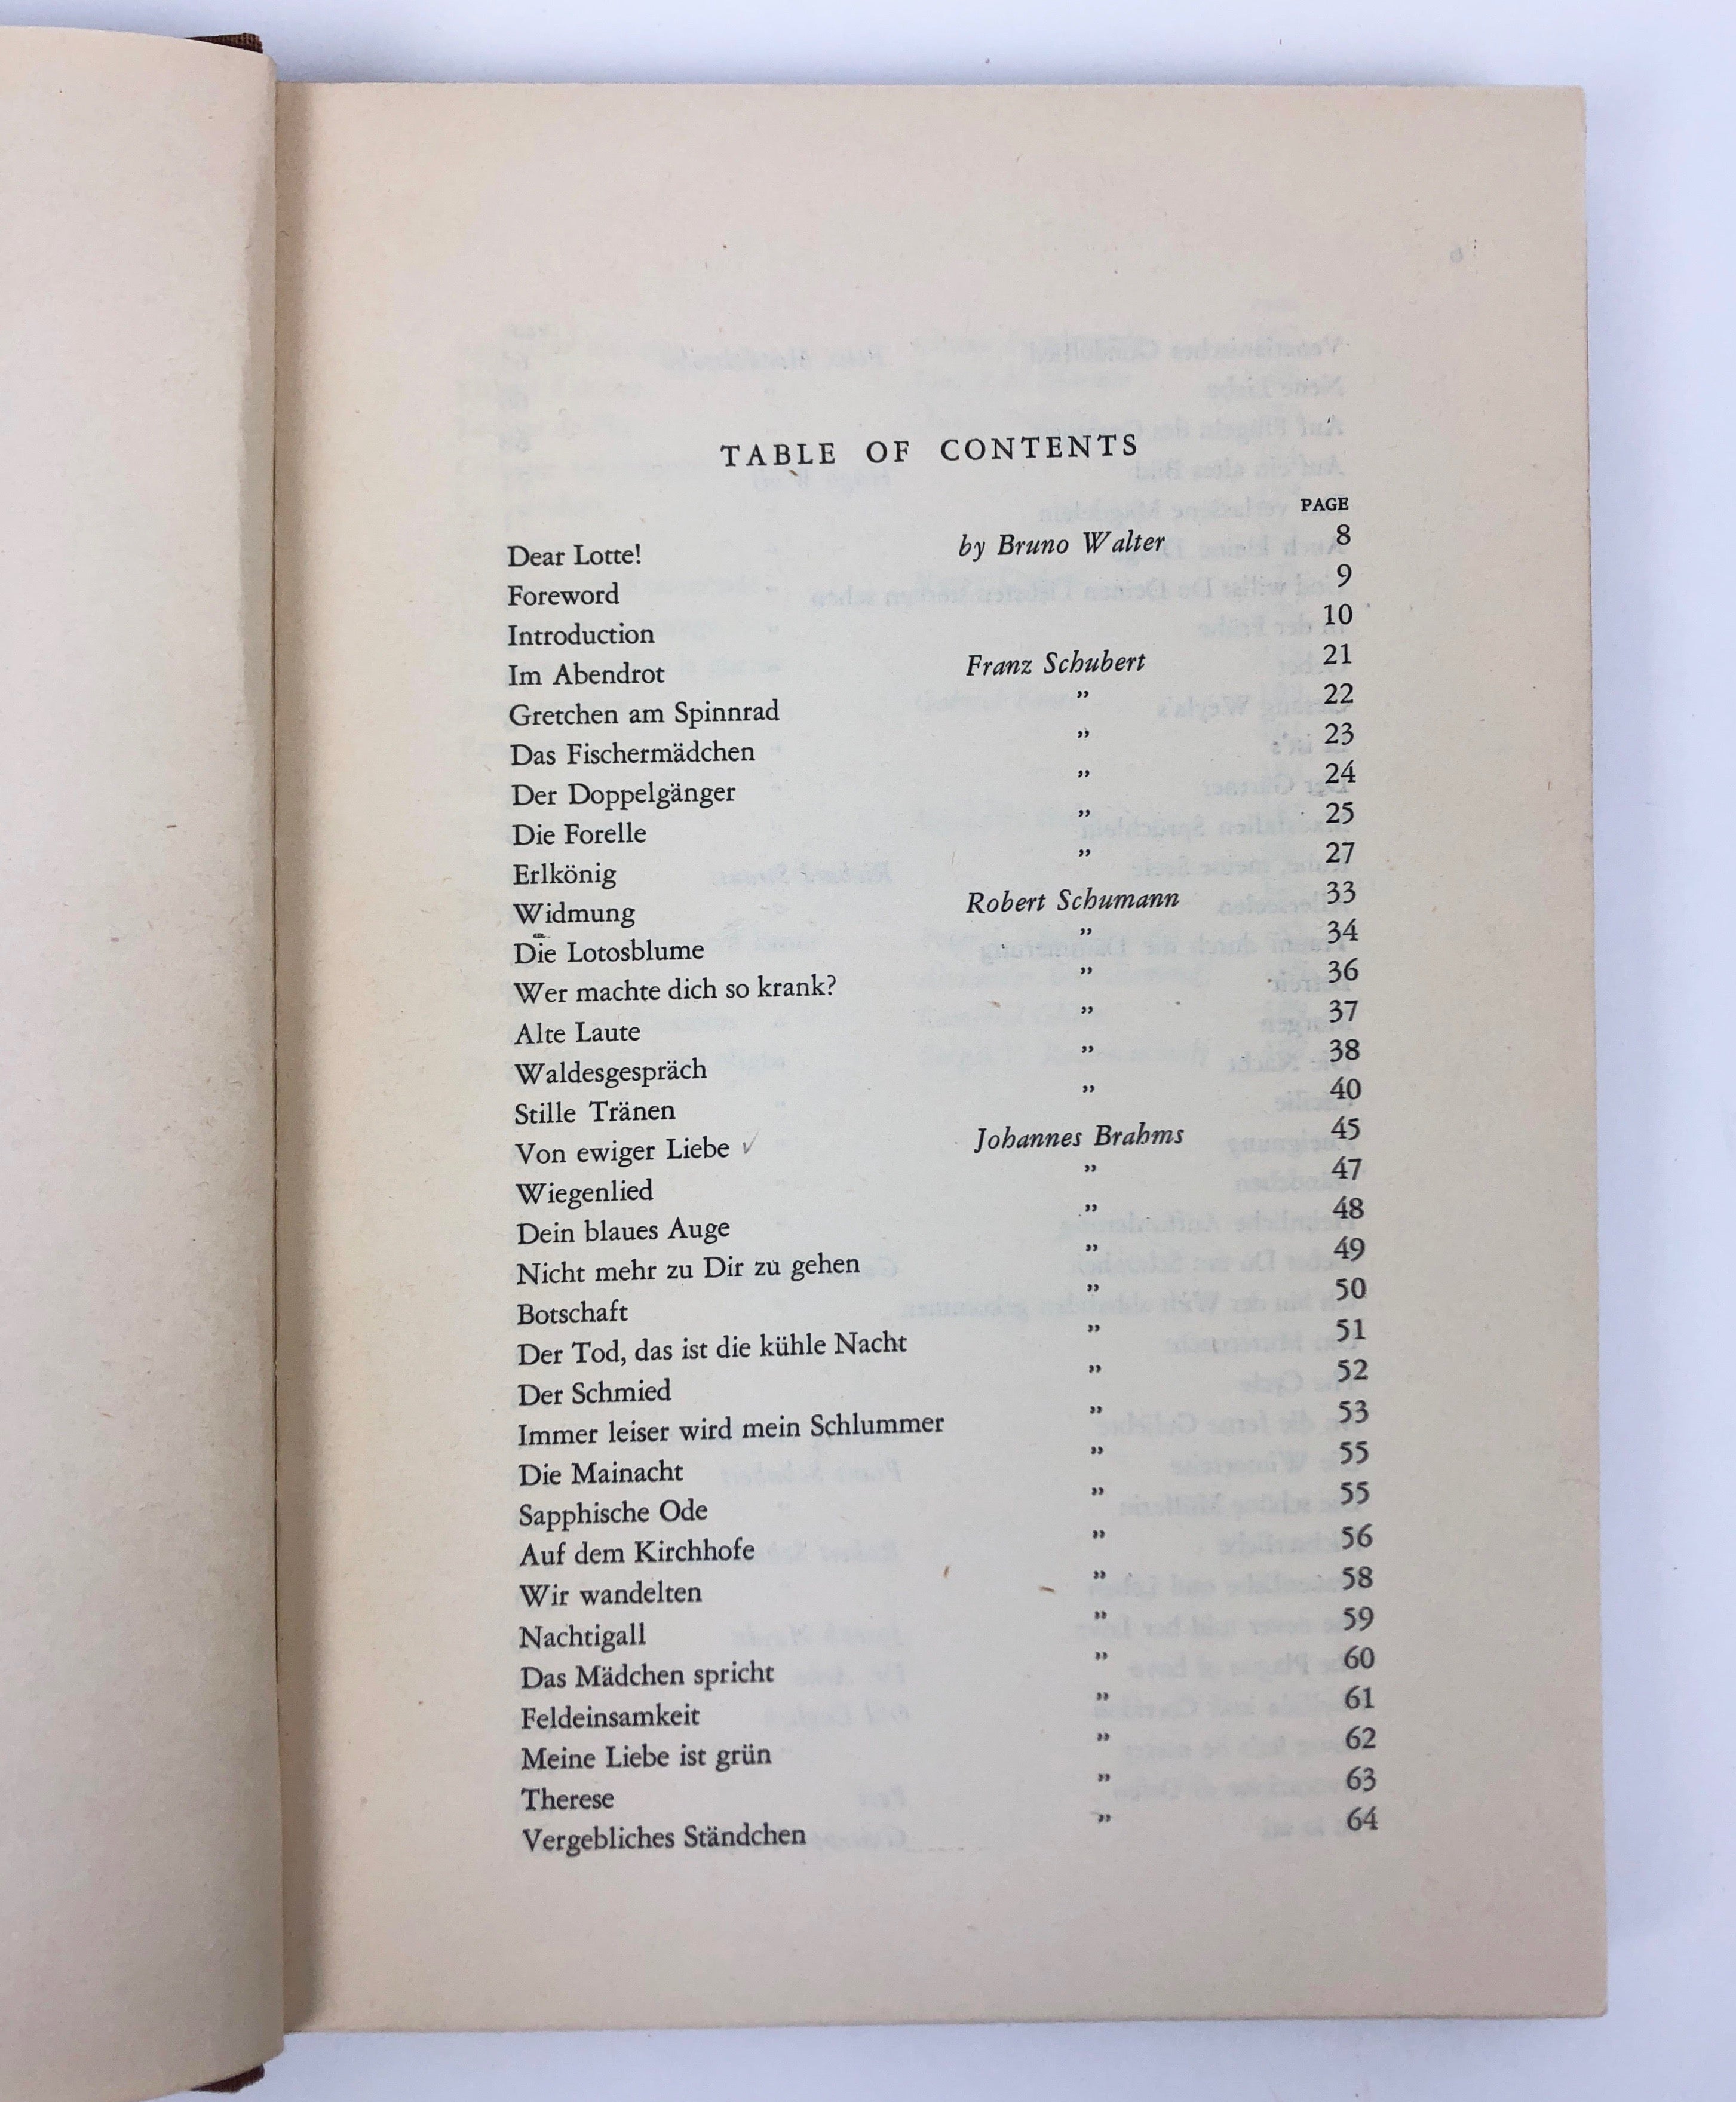 TABLE OF CONTENTS
PAGE
Dear Lotte! by Bruno Walter 8
Foreword 9
Introduction 10
Im Abendrot Franz Schubert 21
Gretchen am Spinnrad ” 22
Das Fischermädchen ” 23
Der Doppelgänger ” 24
Die Forelle ” 25
Erlkönig ” 27
Widmung Robert Schumann 33
Die Lotosblume ” 34
Wer machte dich so krank? ” 36
Alte Laute ” 37
Waldesgespräch ” 38
Stille Tränen ” 40
Von ewiger Liebe ✓ Johannes Brahms 45
Wiegenlied ” 47
Dein blaues Auge ” 48
Nicht mehr zu Dir zu gehen ” 49
Botschaft ” 50
Der Tod, das ist die kühle Nacht ” 51
Der Schmied ” 52
Immer leiser wird mein Schlummer ” 53
Die Mainacht ” 55
Sapphische Ode ” 55
Auf dem Kirchhofe ” 56
Wir wandelten ” 58
Nachtigall ” 59
Das Mädchen spricht ” 60
Feldeinsamkeit ” 61
Meine Liebe ist grün ” 62
Therese ” 63
Vergebliches Ständchen ” 64